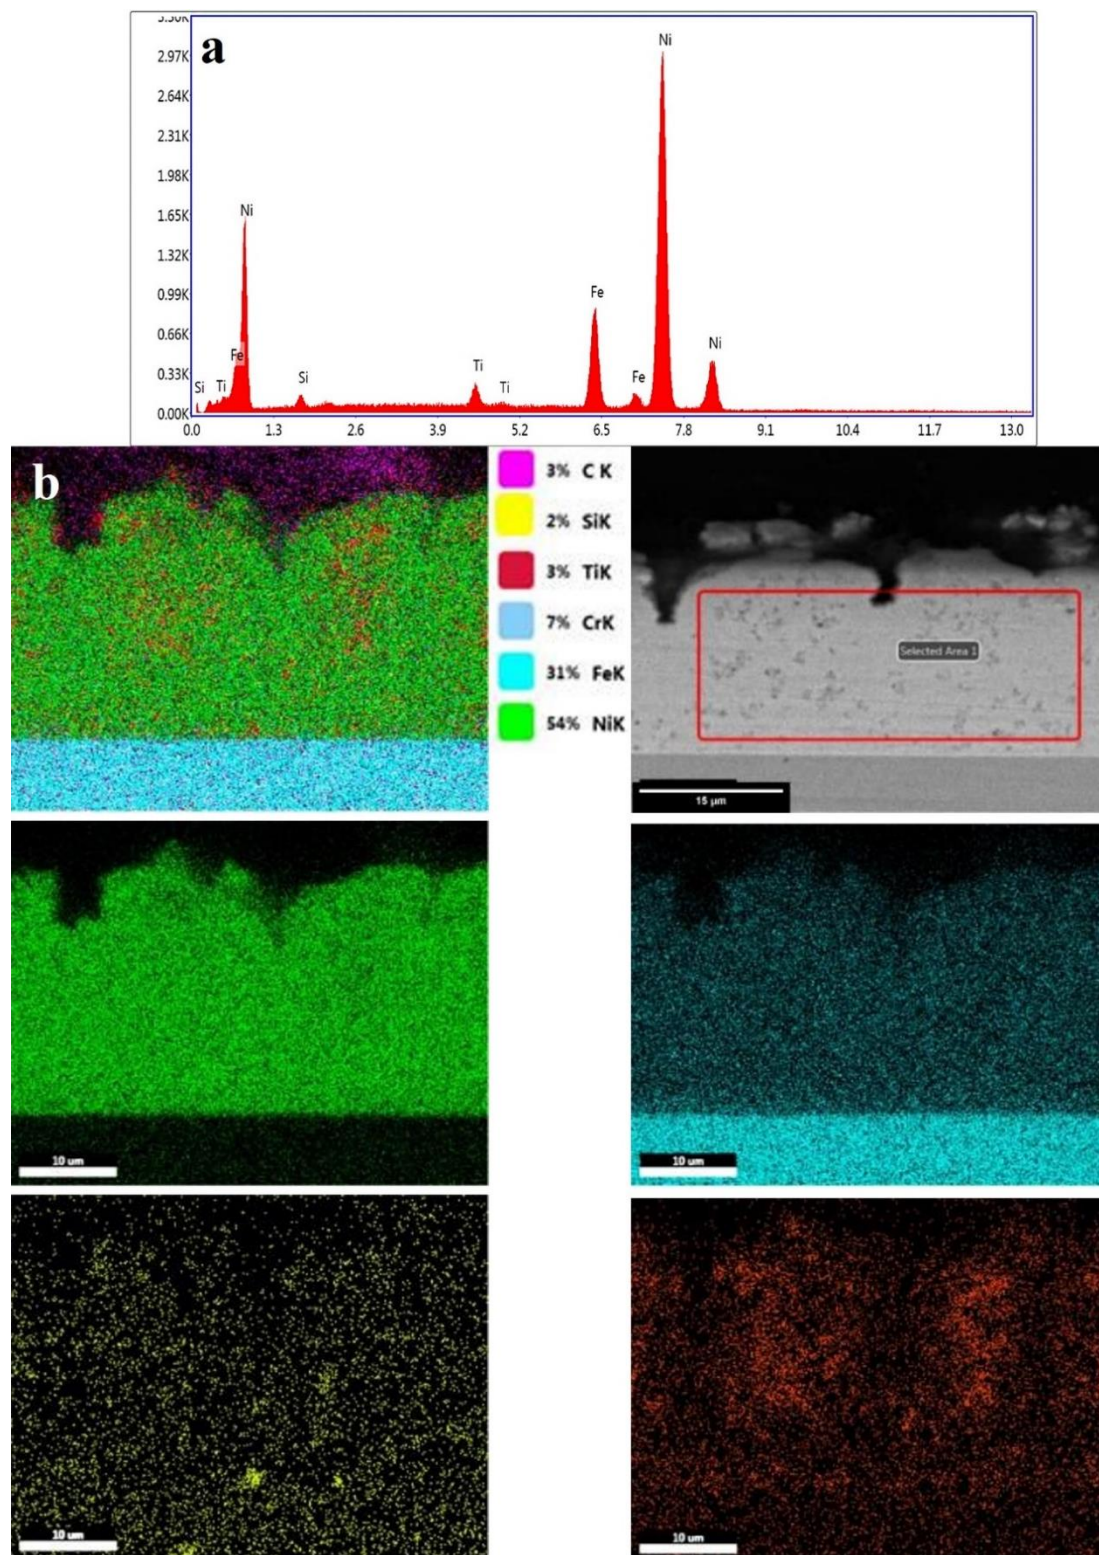 a
3.30K
2.97K
2.64K
2.31K
1.98K
1.65K
1.32K
0.99K
0.66K
0.33K
0.00K
Si
Ti
Fe
Ni
Si
Ti
Ti
Fe
Fe
Ni
Ni
0.0 1.3 2.6 3.9 5.2 6.5 7.8 9.1 10.4 11.7 13.0
b
3% C K
2% SiK
3% TiK
7% CrK
31% FeK
54% NiK
Selected Area 1
15 µm
10 um
10 um
10 um
10 um